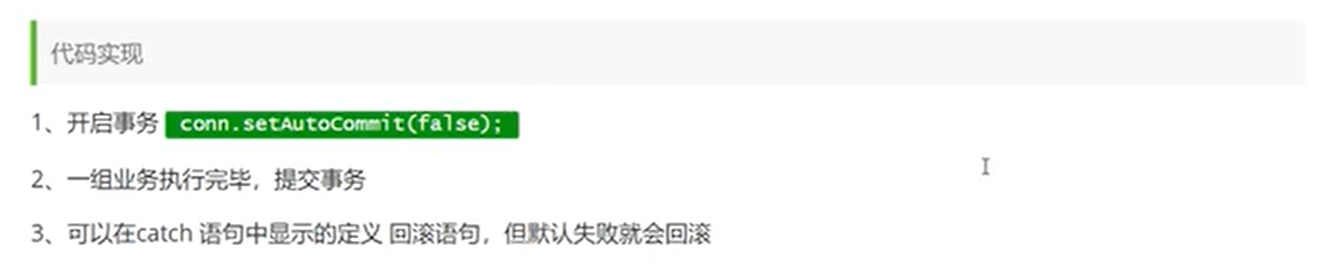 代码实现
1、开启事务 conn.setAutoCommit(false);
2、一组业务执行完毕，提交事务
3、可以在catch 语句中显示的定义 回滚语句，但默认失败就会回滚